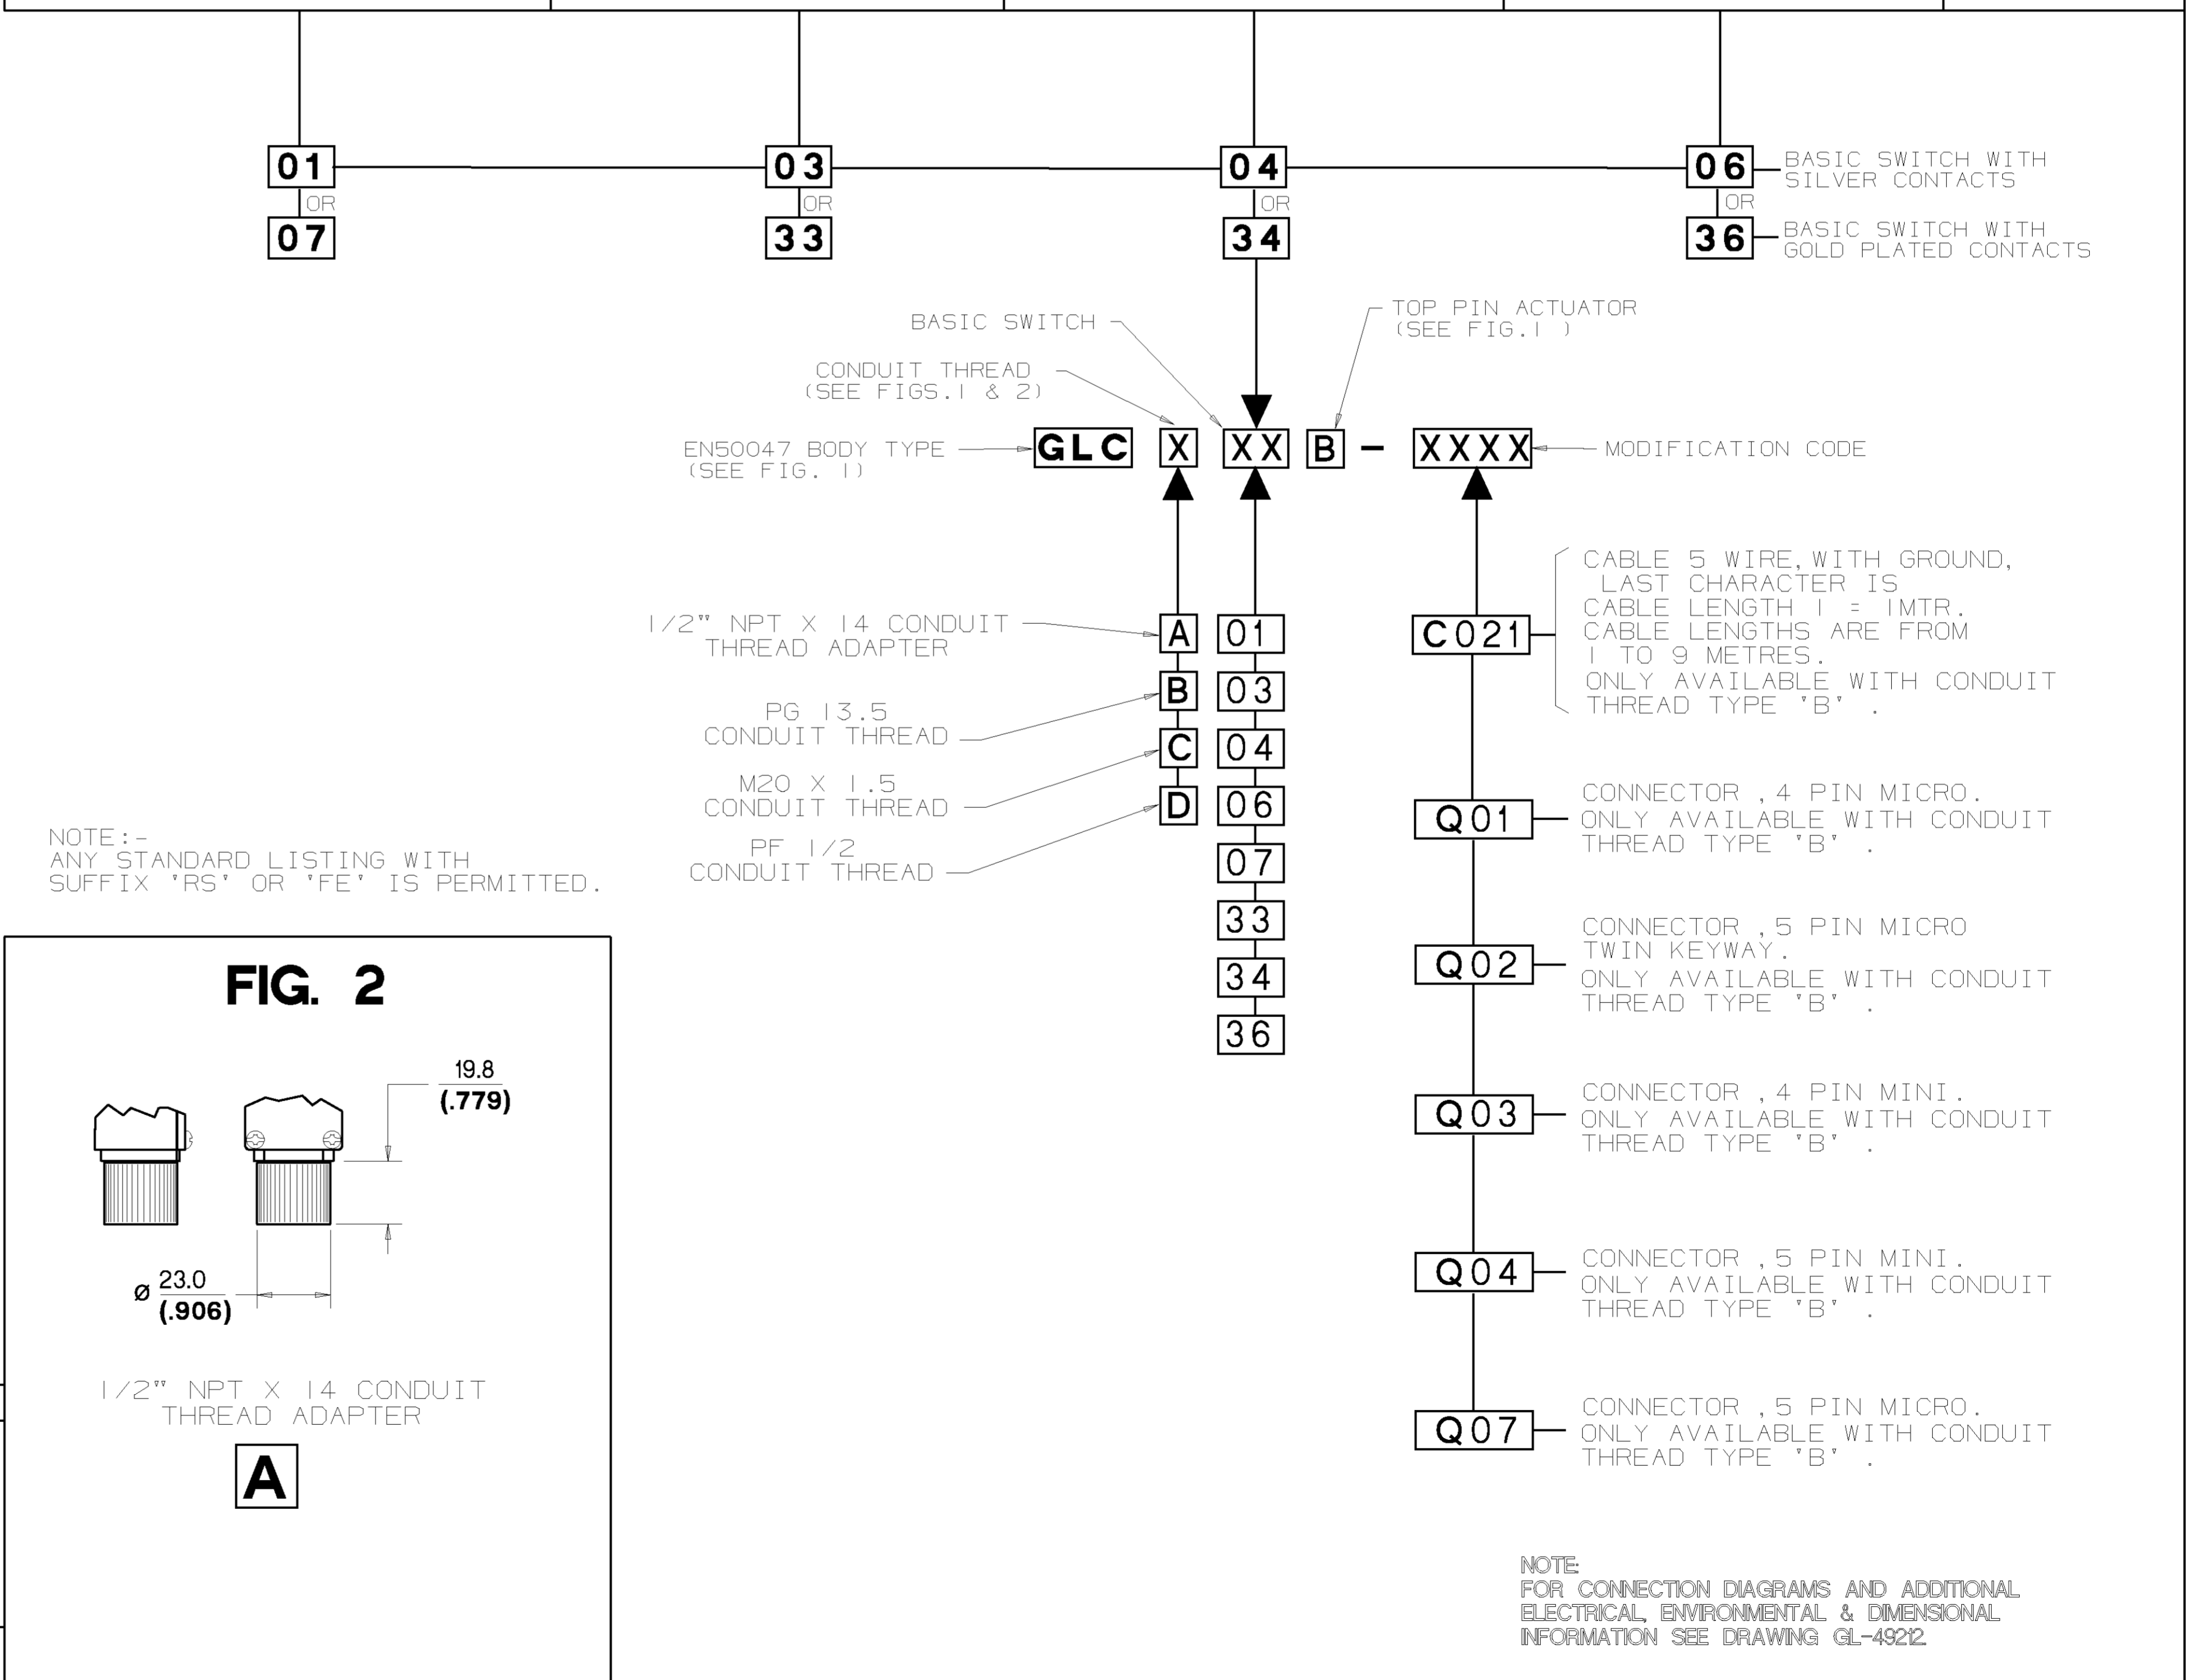 01
03
04
06
BASIC SWITCH WITH
SILVER CONTACTS
OR
OR
OR
OR
07
33
34
36
BASIC SWITCH WITH
GOLD PLATED CONTACTS
BASIC SWITCH
TOP PIN ACTUATOR
(SEE FIG.1 )
CONDUIT THREAD
(SEE FIGS.1 & 2)
EN50047 BODY TYPE
(SEE FIG. 1)
GLC X XX B - XXXX
MODIFICATION CODE
1/2" NPT X 14 CONDUIT
THREAD ADAPTER
A
PG 13.5
CONDUIT THREAD
B
M20 X 1.5
CONDUIT THREAD
C
PF 1/2
CONDUIT THREAD
D
01
03
04
06
07
33
34
36
C021
CABLE 5 WIRE, WITH GROUND,
LAST CHARACTER IS
CABLE LENGTH 1 = 1MTR.
CABLE LENGTHS ARE FROM
1 TO 9 METRES.
ONLY AVAILABLE WITH CONDUIT
THREAD TYPE 'B' .
Q01
CONNECTOR , 4 PIN MICRO.
ONLY AVAILABLE WITH CONDUIT
THREAD TYPE 'B' .
Q02
CONNECTOR , 5 PIN MICRO
TWIN KEYWAY.
ONLY AVAILABLE WITH CONDUIT
THREAD TYPE 'B' .
Q03
CONNECTOR , 4 PIN MINI.
ONLY AVAILABLE WITH CONDUIT
THREAD TYPE 'B' .
Q04
CONNECTOR , 5 PIN MINI.
ONLY AVAILABLE WITH CONDUIT
THREAD TYPE 'B' .
Q07
CONNECTOR , 5 PIN MICRO.
ONLY AVAILABLE WITH CONDUIT
THREAD TYPE 'B' .
NOTE:-
ANY STANDARD LISTING WITH
SUFFIX 'RS' OR 'FE' IS PERMITTED.
FIG. 2
19.8
(.779)
ø 23.0
(.906)
1/2" NPT X 14 CONDUIT
THREAD ADAPTER
A
NOTE:
FOR CONNECTION DIAGRAMS AND ADDITIONAL
ELECTRICAL, ENVIRONMENTAL & DIMENSIONAL
INFORMATION SEE DRAWING GL-49212.